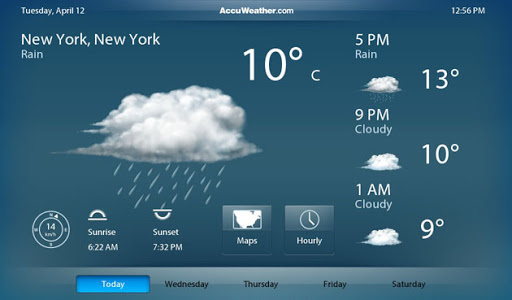 Tuesday, April 12
AccuWeather.com
12:56 PM
New York, New York
Rain
10° C
5 PM
Rain
13°
9 PM
Cloudy
10°
1 AM
Cloudy
9°
14
km/h
Sunrise
6:22 AM
Sunset
7:32 PM
Maps
Hourly
Today
Wednesday
Thursday
Friday
Saturday